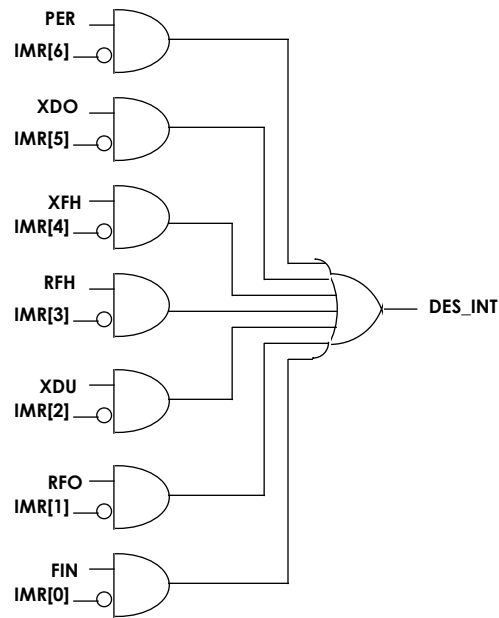 PER
IMR[6]
XDO
IMR[5]
XFH
IMR[4]
RFH
IMR[3]
DES_INT
XDU
IMR[2]
RFO
IMR[1]
FIN
IMR[0]